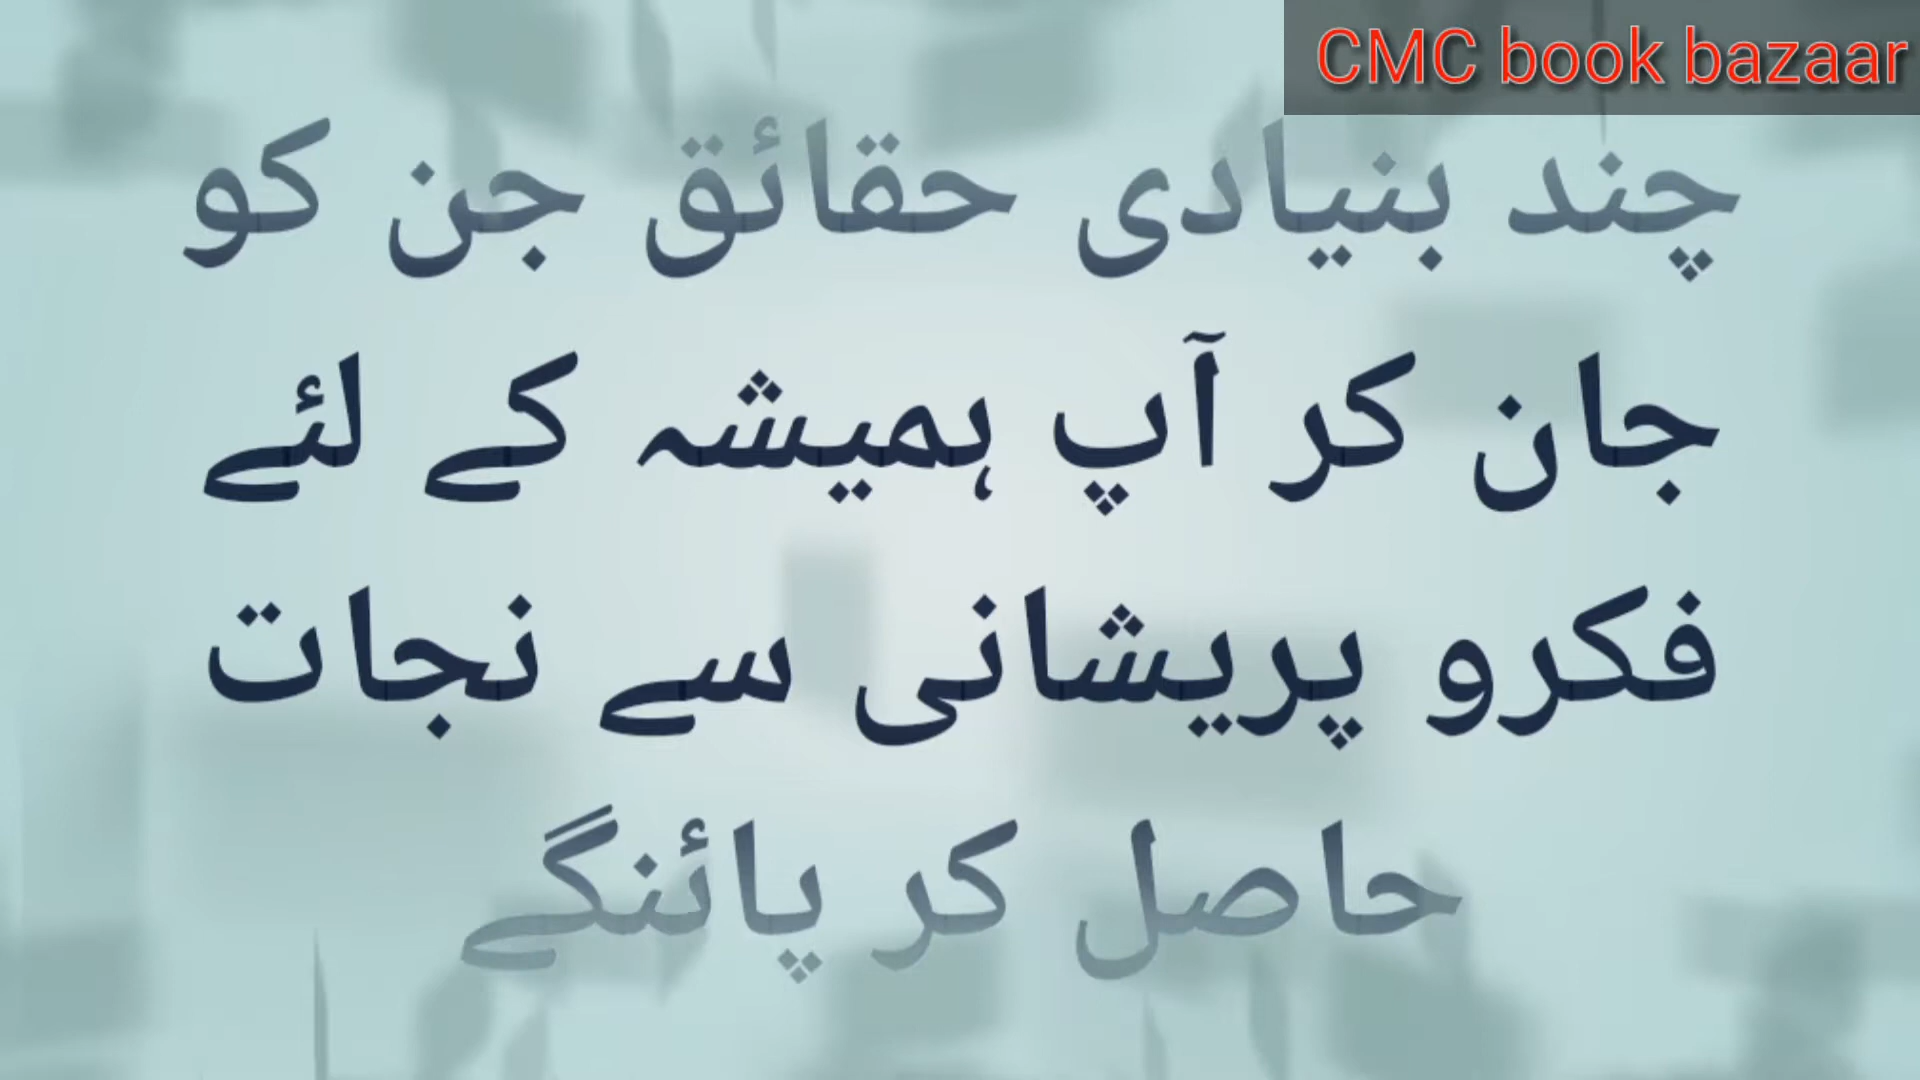 CMC book bazaar
چند بنیادی حقائق جن کو
جان کر آپ ہمیشہ کے لئے
فکرو پریشانی سے نجات
حاصل کر پائنگے